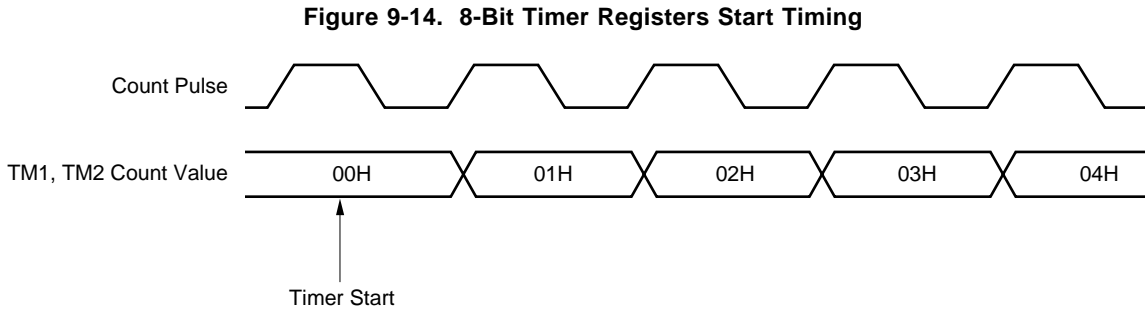 Figure 9-14. 8-Bit Timer Registers Start Timing
Count Pulse
TM1, TM2 Count Value
00H 01H 02H 03H 04H
Timer Start